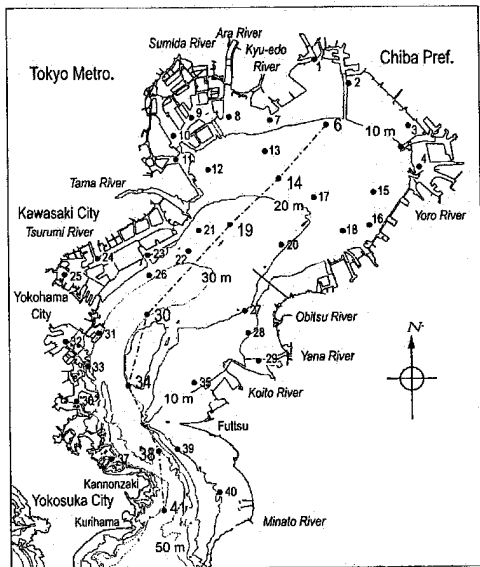 Ara River
Sumida River
Kyu-edo
River
Chiba Pref.
Tokyo Metro.
1
2
9
8
7
6
10 m
3
10
11
13
4
12
Tama River
14
15
17
Yoro River
20 m
Kawasaki City
16
Tsurumi River
21
19
18
23
22
20
24
26
25
30 m
Yokohama
City
30
27
Obitsu River
N
31
28
32
33
29
Yana River
34
35
Koito River
36
10 m
Futtsu
38
39
37
Kannonzaki
40
Yokosuka City
41
Kurihama
Minato River
50 m